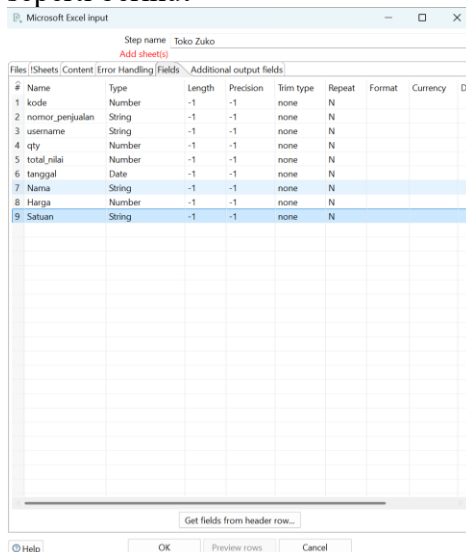 Microsoft Excel input
Step name Toko Zuko
Add sheet(s)
Files !Sheets Content Error Handling Fields Additional output fields
# Name Type Length Precision Trim type Repeat Format Currency D
1 kode Number -1 -1 none N
2 nomor_penjualan String -1 -1 none N
3 username String -1 -1 none N
4 qty Number -1 -1 none N
5 total_nilai Number -1 -1 none N
6 tanggal Date -1 -1 none N
7 Nama String -1 -1 none N
8 Harga Number -1 -1 none N
9 Satuan String -1 -1 none N
Get fields from header row...
Help OK Preview rows Cancel